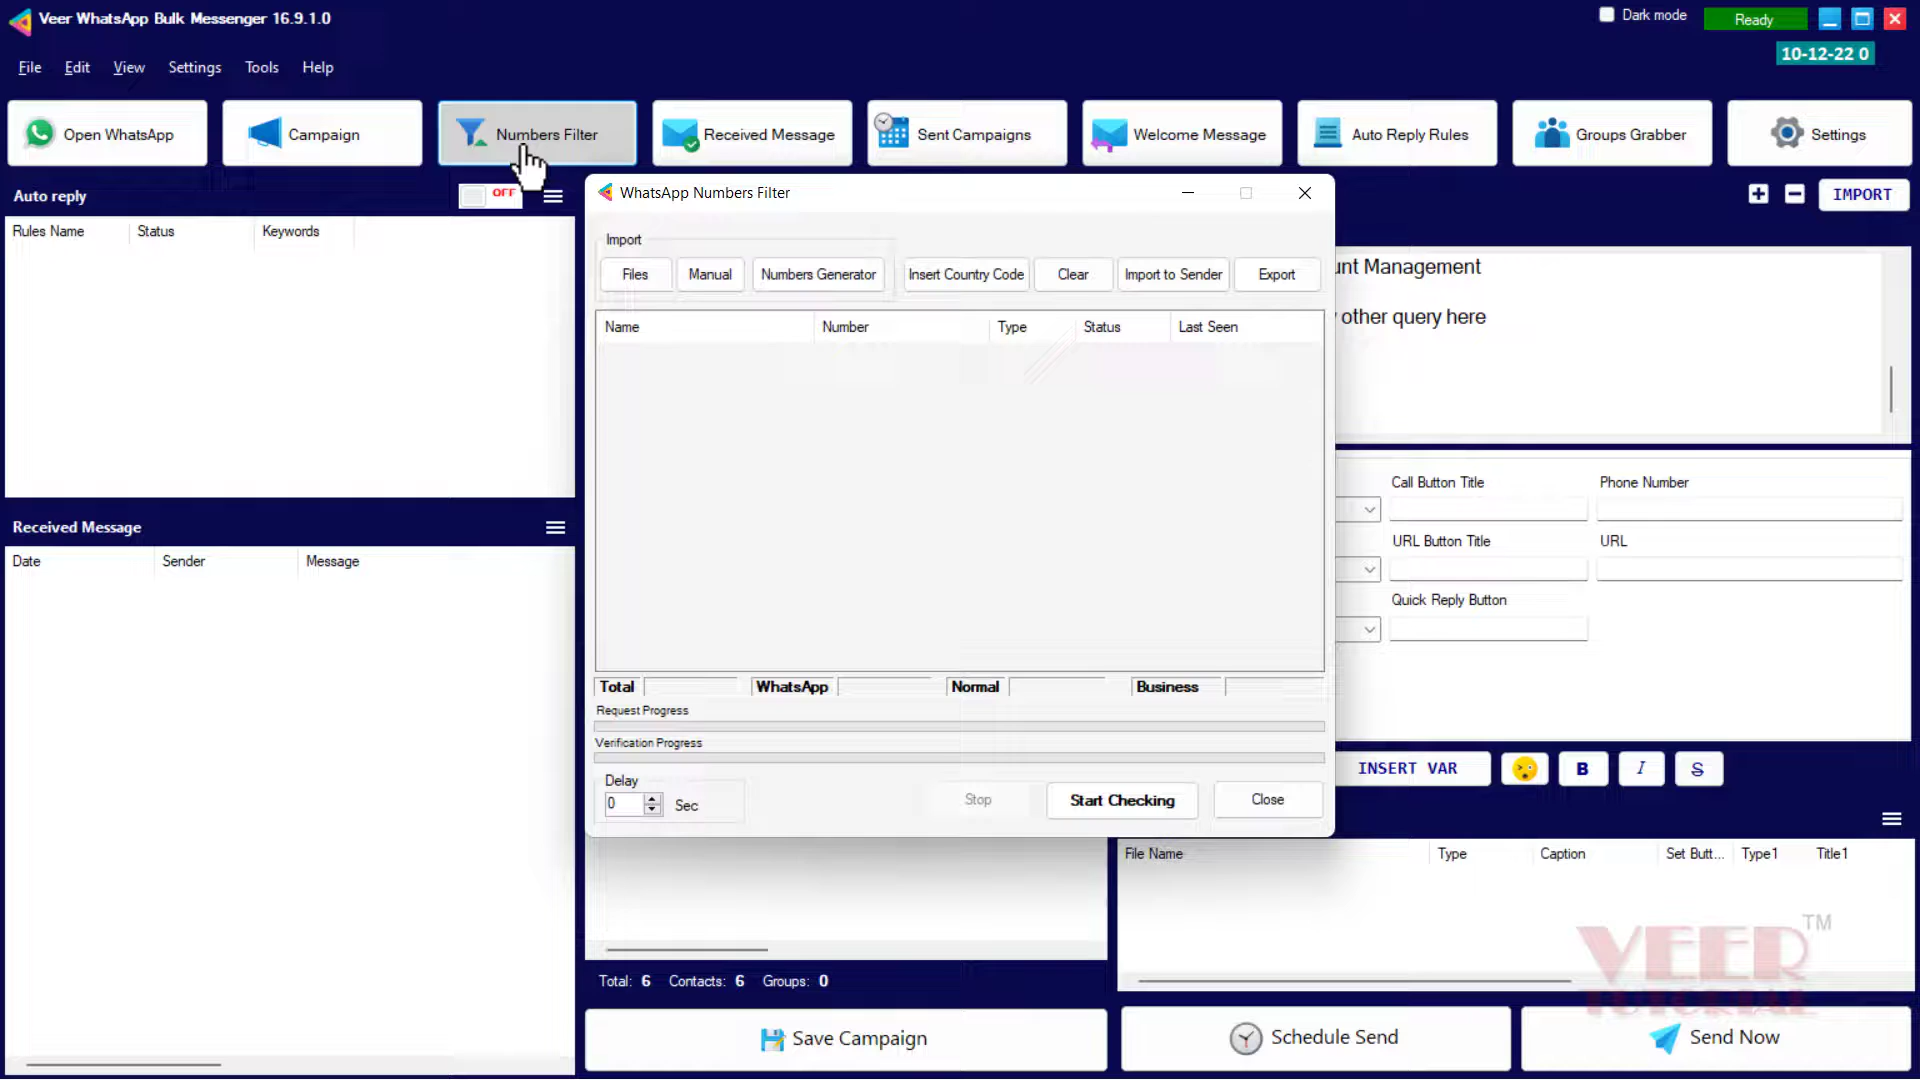 Veer WhatsApp Bulk Messenger 16.9.1.0
Dark mode
Ready
10-12-22 0
File Edit View Settings Tools Help
Open WhatsApp
Campaign
Numbers Filter
Received Message
Sent Campaigns
Welcome Message
Auto Reply Rules
Groups Grabber
Settings
Auto reply
OFF
IMPORT
Rules Name Status Keywords
Received Message
Date Sender Message
WhatsApp Numbers Filter
Import
Files
Manual
Numbers Generator
Insert Country Code
Clear
Import to Sender
Export
Name Number Type Status Last Seen
Total
WhatsApp
Normal
Business
Request Progress
Verification Progress
Delay
0 Sec
Stop
Start Checking
Close
Management
other query here
Call Button Title
Phone Number
URL Button Title
URL
Quick Reply Button
INSERT VAR
B
I
S
File Name Type Caption Set Butt... Type1 Title1
VEER TM
TUTORIAL
Total: 6 Contacts: 6 Groups: 0
Save Campaign
Schedule Send
Send Now